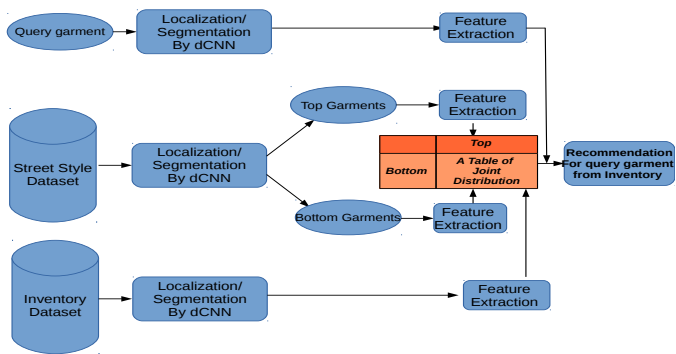 Query garment
Localization/
Segmentation
By dCNN
Feature
Extraction
Street Style
Dataset
Localization/
Segmentation
By dCNN
Top Garments
Feature
Extraction
Top
Bottom
A Table of
Joint
Distribution
Recommendation
For query garment
from Inventory
Bottom Garments
Feature
Extraction
Inventory
Dataset
Localization/
Segmentation
By dCNN
Feature
Extraction